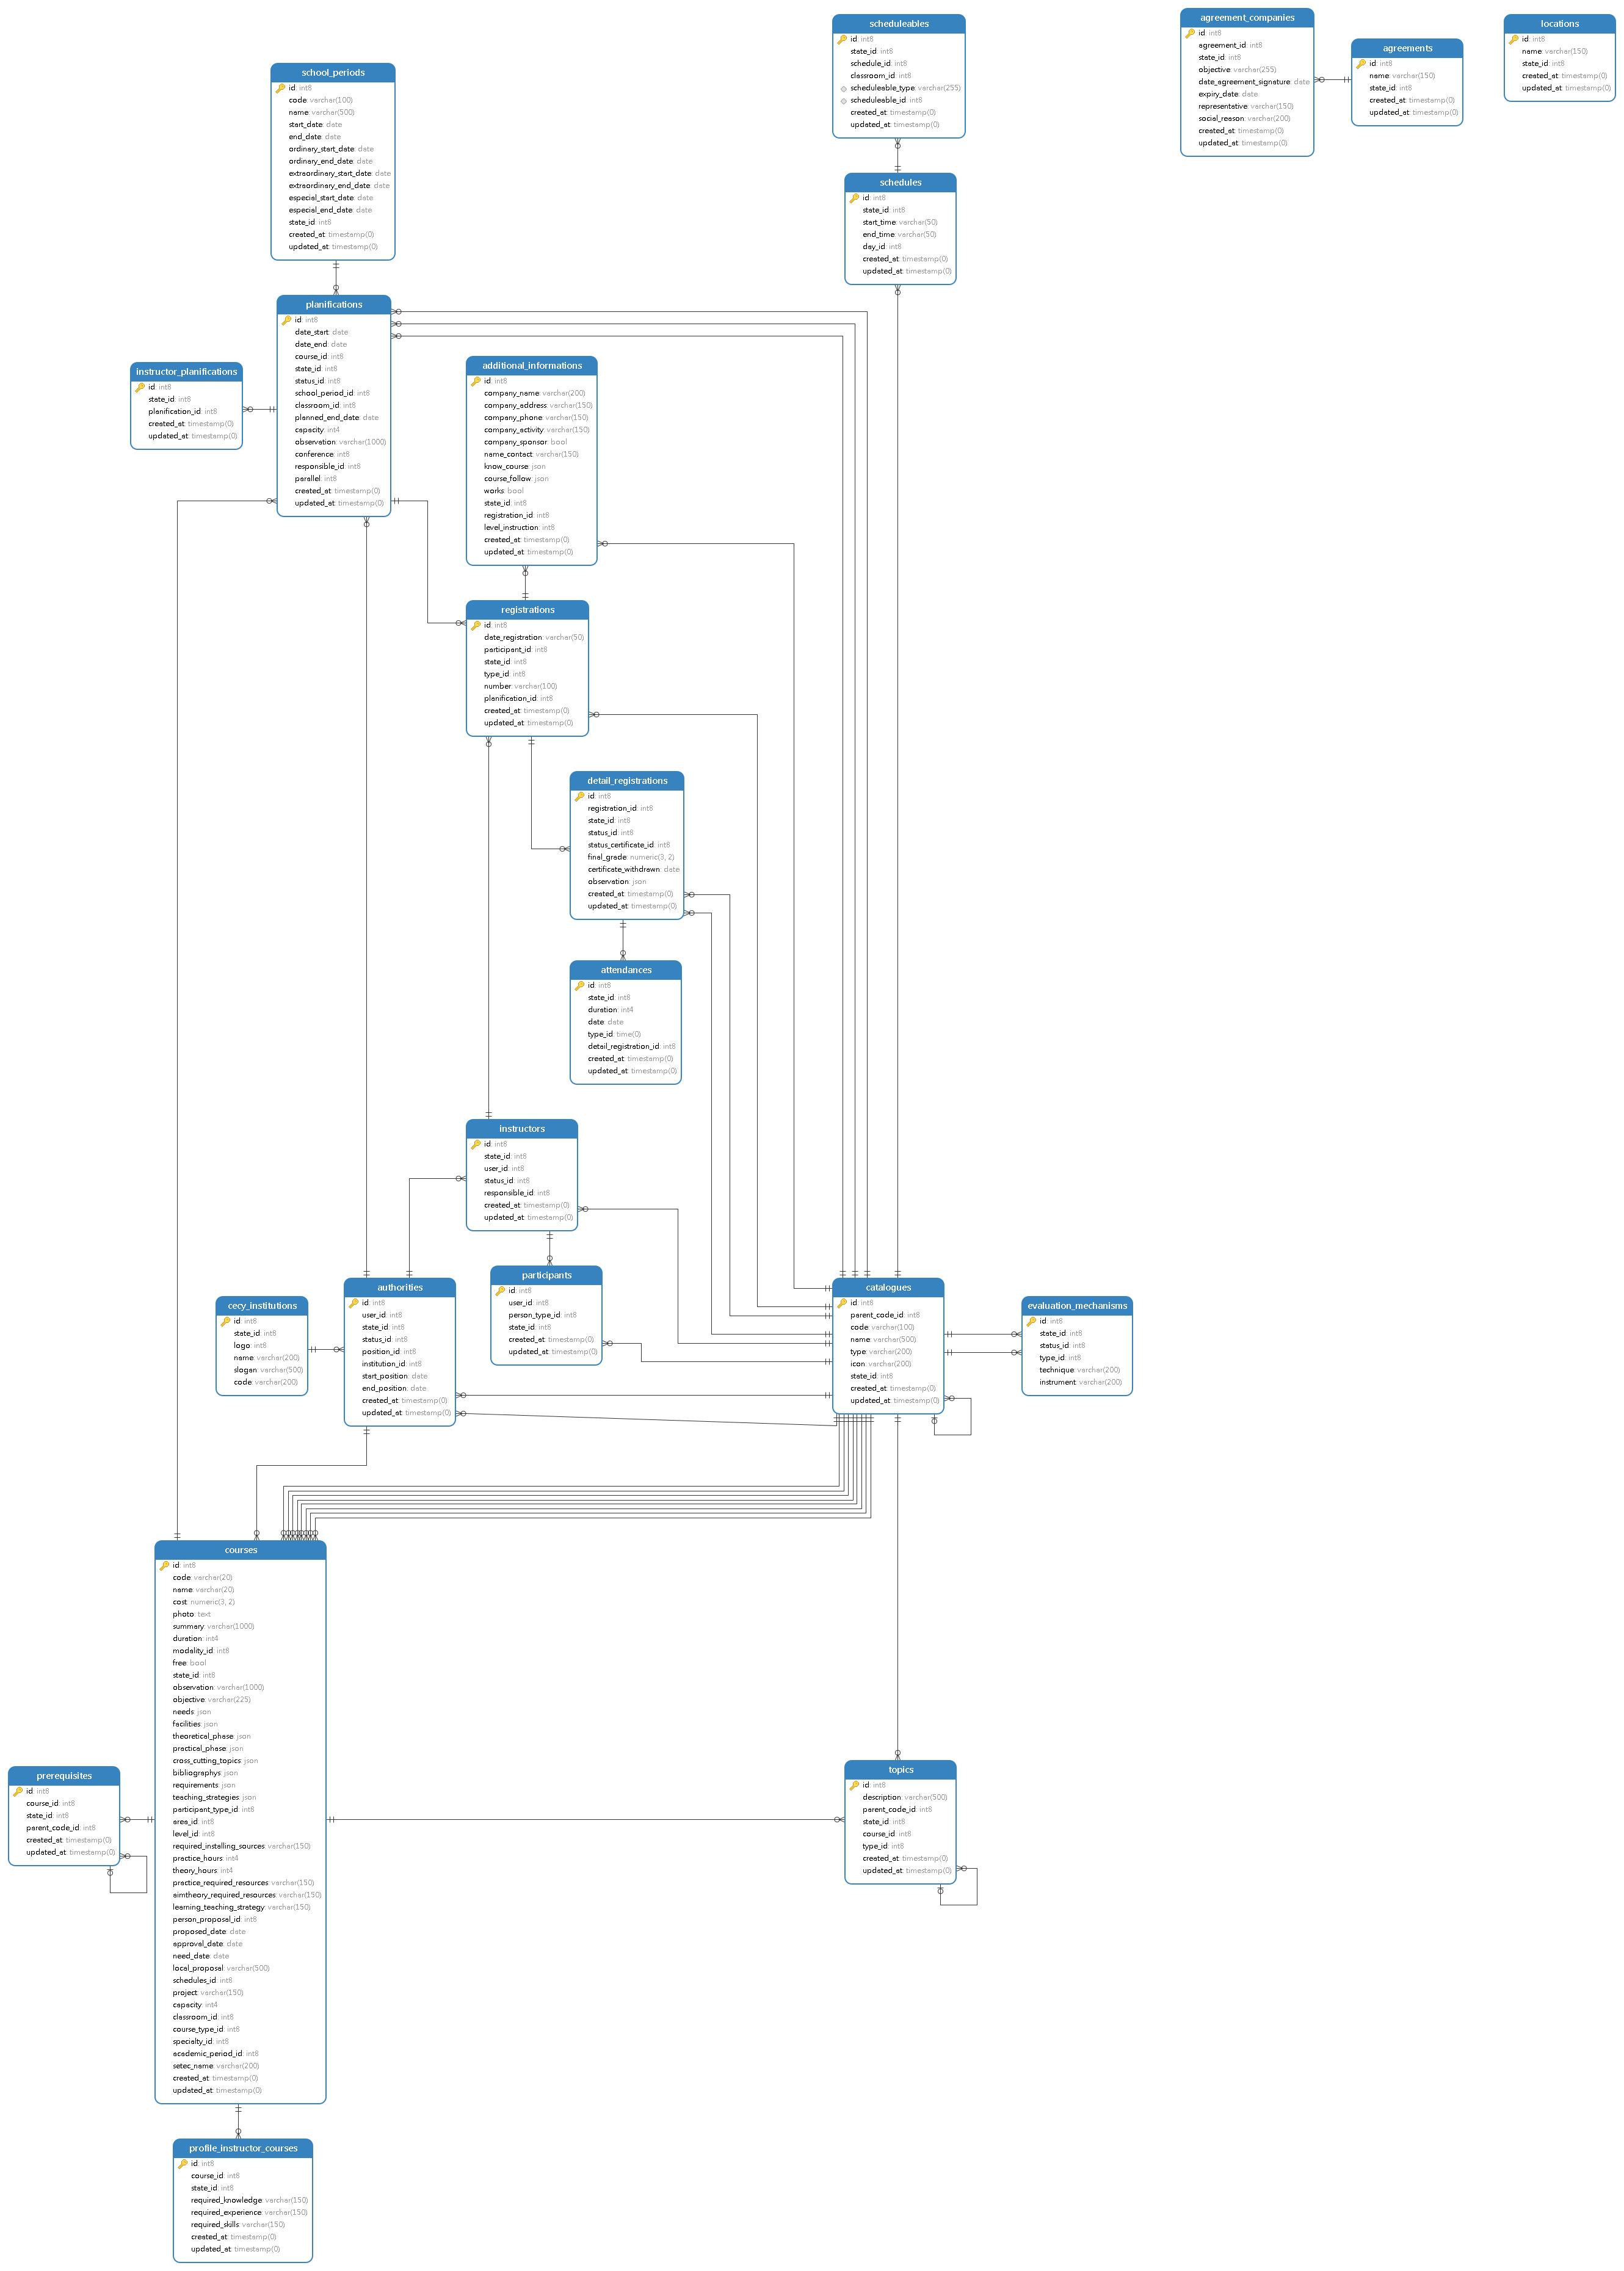 scheduleables
id: int8
state_id: int8
schedule_id: int8
classroom_id: int8
scheduleable_type: varchar(255)
scheduleable_id: int8
created_at: timestamp(0)
updated_at: timestamp(0)
agreement_companies
id: int8
agreement_id: int8
state_id: int8
objective: varchar(255)
date_agreement_signature: date
expiry_date: date
representative: varchar(150)
social_reason: varchar(200)
created_at: timestamp(0)
updated_at: timestamp(0)
agreements
id: int8
name: varchar(150)
state_id: int8
created_at: timestamp(0)
updated_at: timestamp(0)
locations
id: int8
name: varchar(150)
state_id: int8
created_at: timestamp(0)
updated_at: timestamp(0)
school_periods
id: int8
code: varchar(100)
name: varchar(500)
start_date: date
end_date: date
ordinary_start_date: date
ordinary_end_date: date
extraordinary_start_date: date
extraordinary_end_date: date
especial_start_date: date
especial_end_date: date
state_id: int8
created_at: timestamp(0)
updated_at: timestamp(0)
schedules
id: int8
state_id: int8
start_time: varchar(50)
end_time: varchar(50)
day_id: int8
created_at: timestamp(0)
updated_at: timestamp(0)
planifications
id: int8
date_start: date
date_end: date
course_id: int8
state_id: int8
status_id: int8
school_period_id: int8
classroom_id: int8
planned_end_date: date
capacity: int4
observation: varchar(1000)
conference: int8
responsible_id: int8
parallel: int8
created_at: timestamp(0)
updated_at: timestamp(0)
instructor_planifications
id: int8
state_id: int8
planification_id: int8
created_at: timestamp(0)
updated_at: timestamp(0)
additional_informations
id: int8
company_name: varchar(200)
company_address: varchar(150)
company_phone: varchar(150)
company_activity: varchar(150)
company_sponsor: bool
name_contact: varchar(150)
know_course: json
course_follow: json
works: bool
state_id: int8
registration_id: int8
level_instruction: int8
created_at: timestamp(0)
updated_at: timestamp(0)
registrations
id: int8
date_registration: varchar(50)
participant_id: int8
state_id: int8
type_id: int8
number: varchar(100)
planification_id: int8
created_at: timestamp(0)
updated_at: timestamp(0)
detail_registrations
id: int8
registration_id: int8
state_id: int8
status_id: int8
status_certificate_id: int8
final_grade: numeric(3, 2)
certificate_withdrawn: date
observation: json
created_at: timestamp(0)
updated_at: timestamp(0)
attendances
id: int8
state_id: int8
duration: int4
date: date
type_id: time(0)
detail_registration_id: int8
created_at: timestamp(0)
updated_at: timestamp(0)
instructors
id: int8
state_id: int8
user_id: int8
status_id: int8
responsible_id: int8
created_at: timestamp(0)
updated_at: timestamp(0)
participants
id: int8
user_id: int8
person_type_id: int8
state_id: int8
created_at: timestamp(0)
updated_at: timestamp(0)
authorities
id: int8
user_id: int8
state_id: int8
status_id: int8
position_id: int8
institution_id: int8
start_position: date
end_position: date
created_at: timestamp(0)
updated_at: timestamp(0)
cecy_institutions
id: int8
state_id: int8
logo: int8
name: varchar(200)
slogan: varchar(500)
code: varchar(200)
catalogues
id: int8
parent_code_id: int8
code: varchar(100)
name: varchar(500)
type: varchar(200)
icon: varchar(200)
state_id: int8
created_at: timestamp(0)
updated_at: timestamp(0)
evaluation_mechanisms
id: int8
state_id: int8
status_id: int8
type_id: int8
technique: varchar(200)
instrument: varchar(200)
courses
id: int8
code: varchar(20)
name: varchar(20)
cost: numeric(3, 2)
photo: text
summary: varchar(1000)
duration: int4
modality_id: int8
free: bool
state_id: int8
observation: varchar(1000)
objective: varchar(225)
needs: json
facilities: json
theoretical_phase: json
practical_phase: json
cross_cutting_topics: json
bibliographys: json
requirements: json
teaching_strategies: json
participant_type_id: int8
area_id: int8
level_id: int8
required_installing_sources: varchar(150)
practice_hours: int4
theory_hours: int4
practice_required_resources: varchar(150)
aimtheory_required_resources: varchar(150)
learning_teaching_strategy: varchar(150)
person_proposal_id: int8
proposed_date: date
approval_date: date
need_date: date
local_proposal: varchar(500)
schedules_id: int8
project: varchar(150)
capacity: int4
classroom_id: int8
course_type_id: int8
specialty_id: int8
academic_period_id: int8
setec_name: varchar(200)
created_at: timestamp(0)
updated_at: timestamp(0)
prerequisites
id: int8
course_id: int8
state_id: int8
parent_code_id: int8
created_at: timestamp(0)
updated_at: timestamp(0)
topics
id: int8
description: varchar(500)
parent_code_id: int8
state_id: int8
course_id: int8
type_id: int8
created_at: timestamp(0)
updated_at: timestamp(0)
profile_instructor_courses
id: int8
course_id: int8
state_id: int8
required_knowledge: varchar(150)
required_experience: varchar(150)
required_skills: varchar(150)
created_at: timestamp(0)
updated_at: timestamp(0)